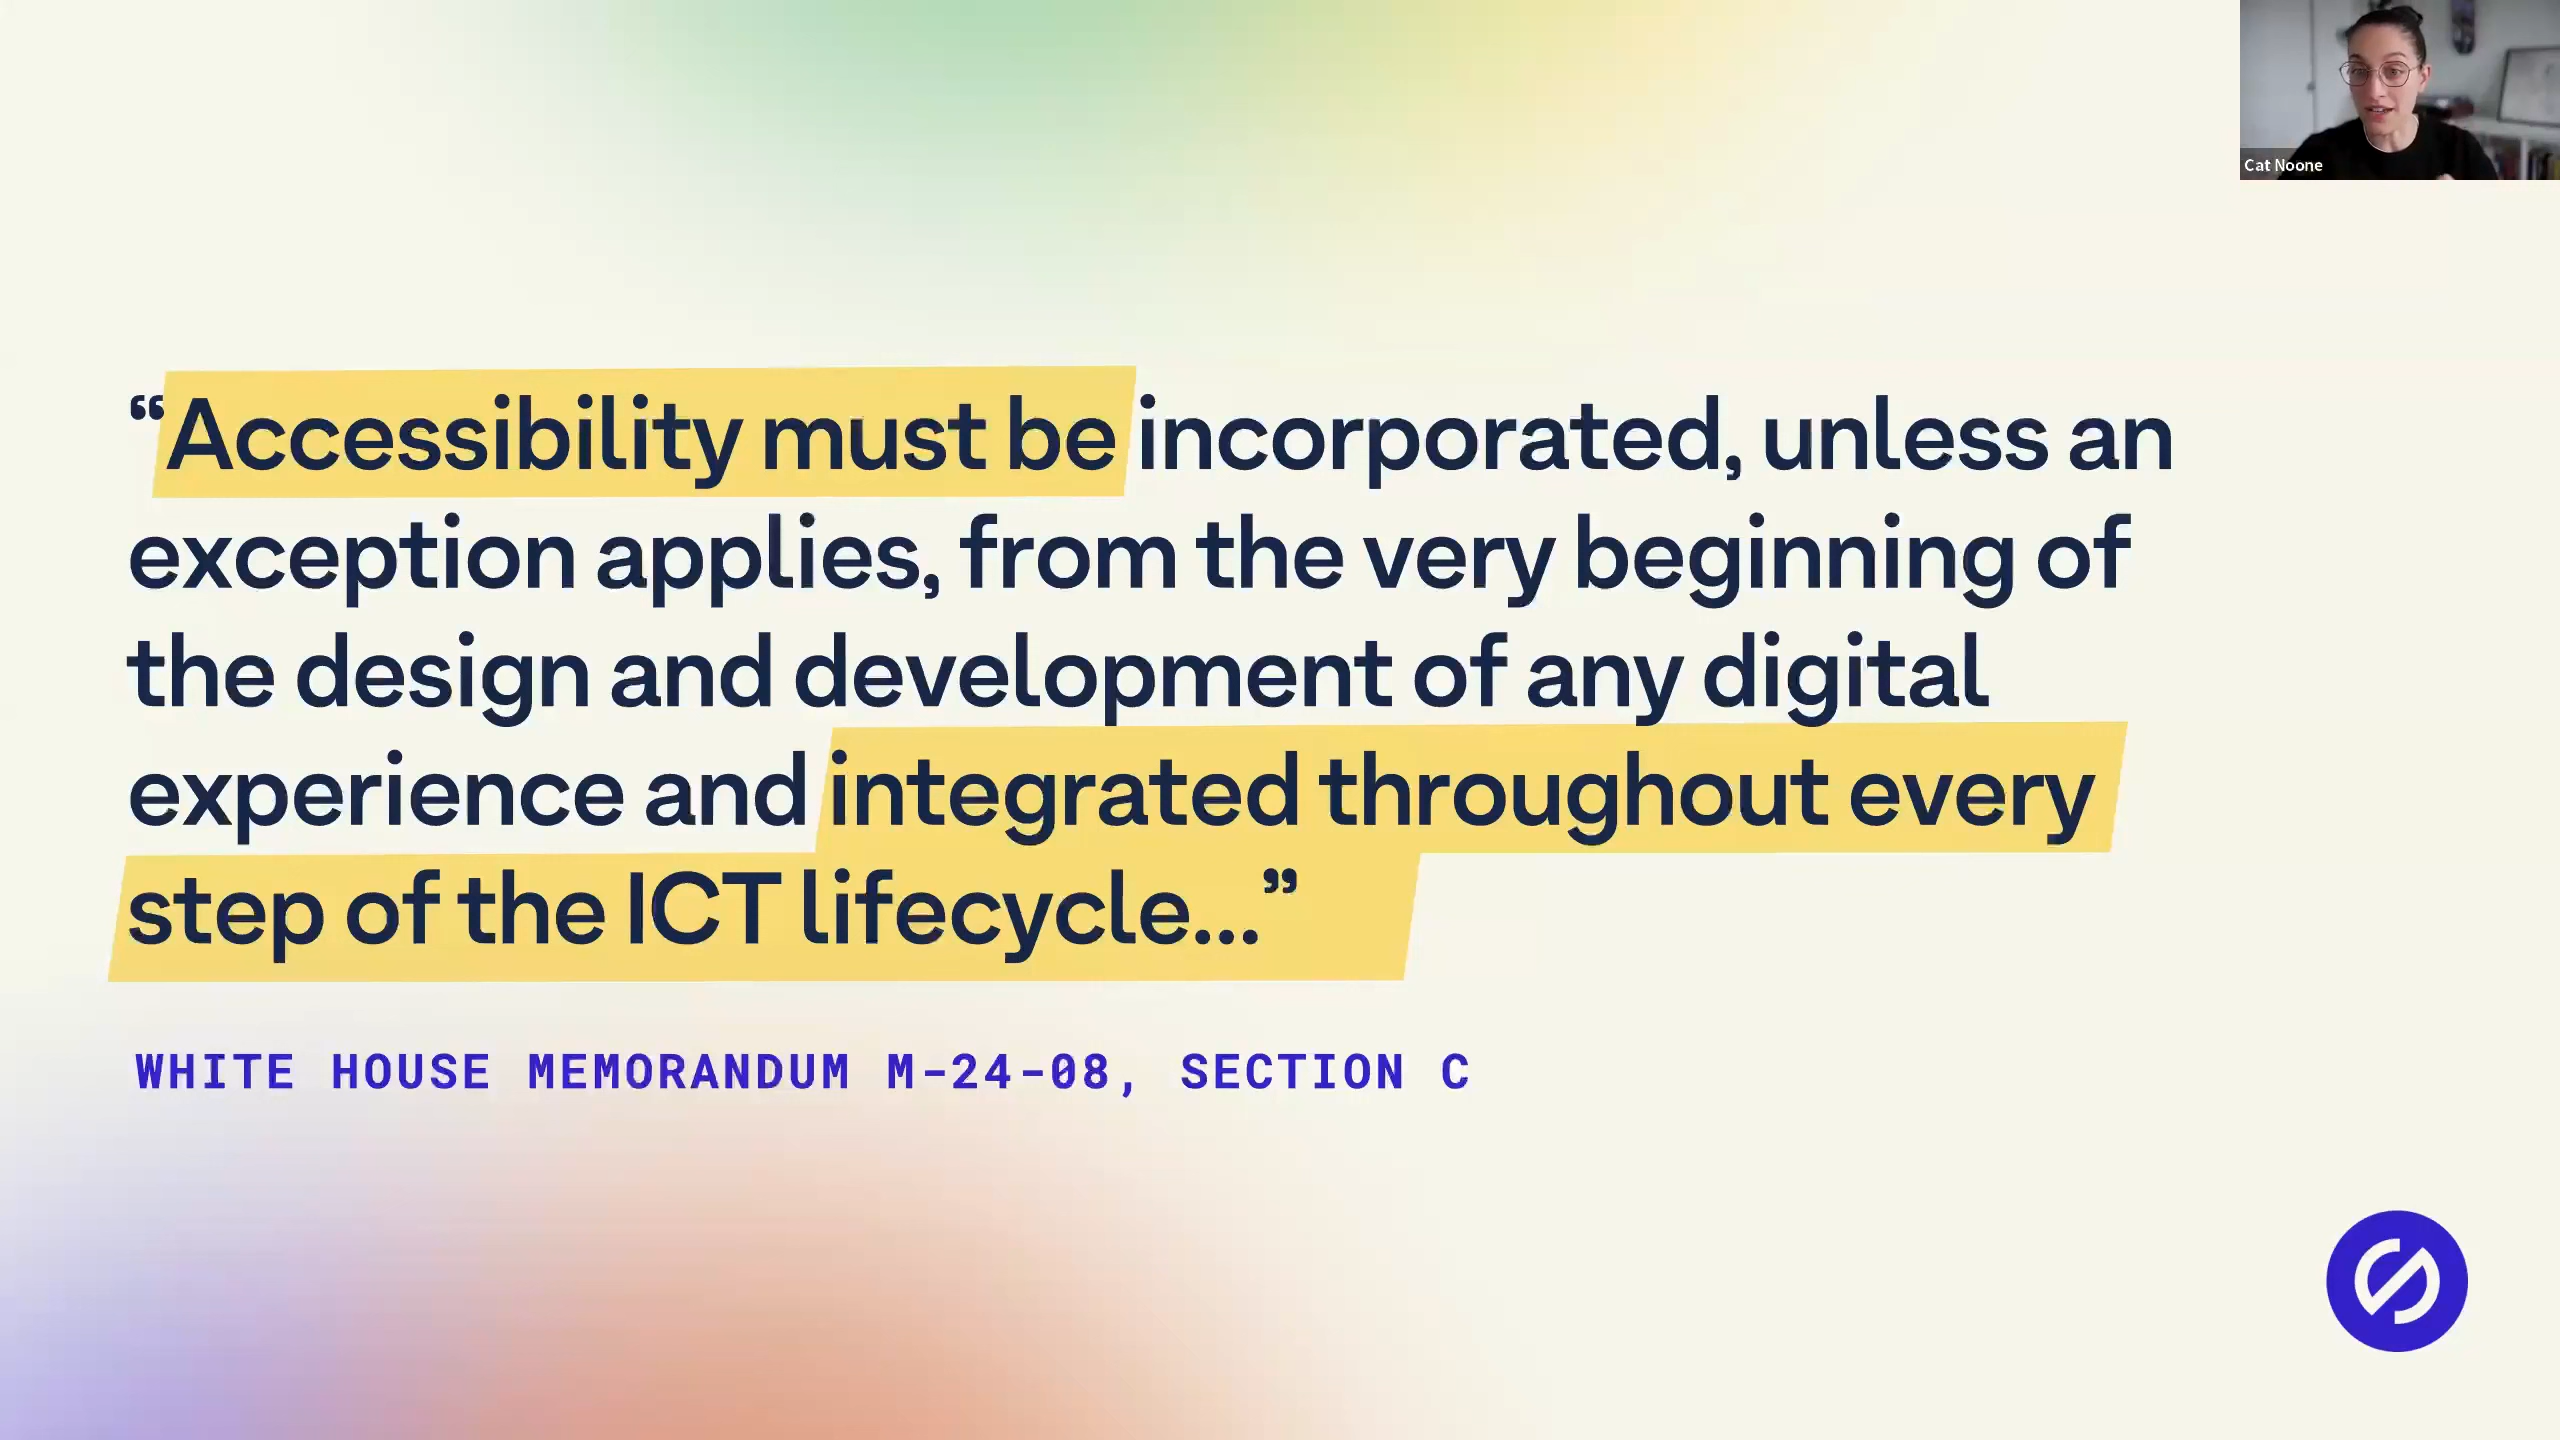 Cat Noone
“Accessibility must be incorporated, unless an
exception applies, from the very beginning of
the design and development of any digital
experience and integrated throughout every
step of the ICT lifecycle...”
WHITE HOUSE MEMORANDUM M-24-08, SECTION C